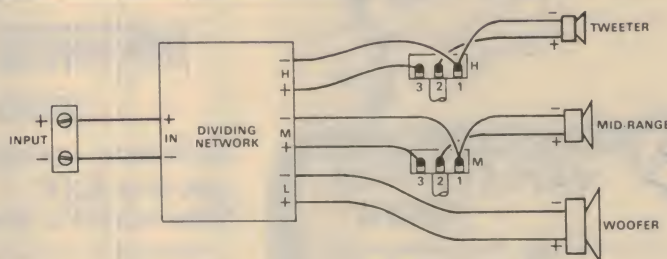 − TWEETER
+
− H
H
+ 3 2 1
−
INPUT + + IN DIVIDING NETWORK M − MID-RANGE
− − + +
3 2 1 M
−
L
+
− WOOFER
+